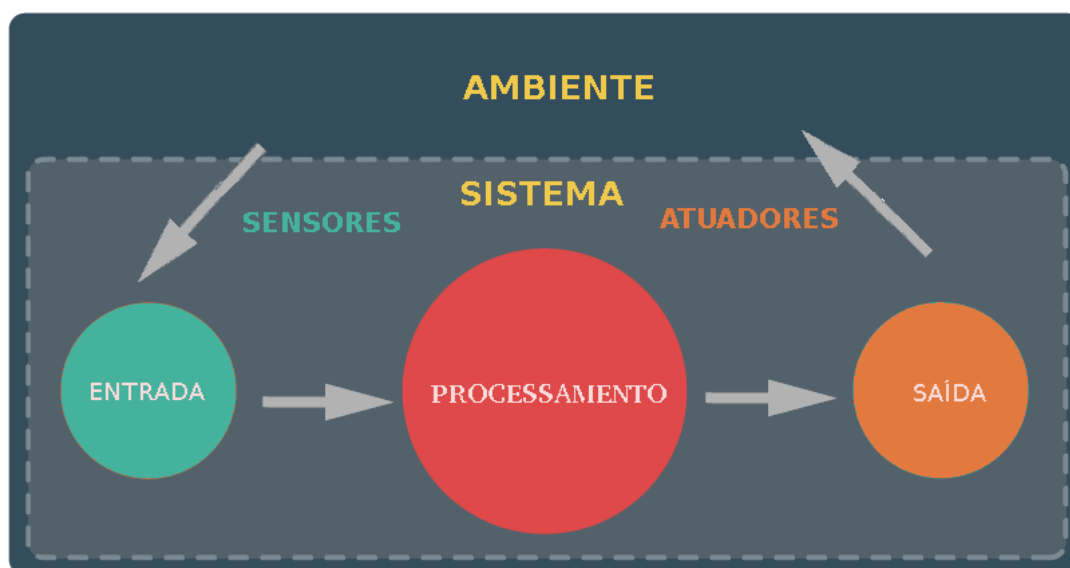 AMBIENTE
SISTEMA
SENSORES
ATUADORES
ENTRADA
PROCESSAMENTO
SAÍDA